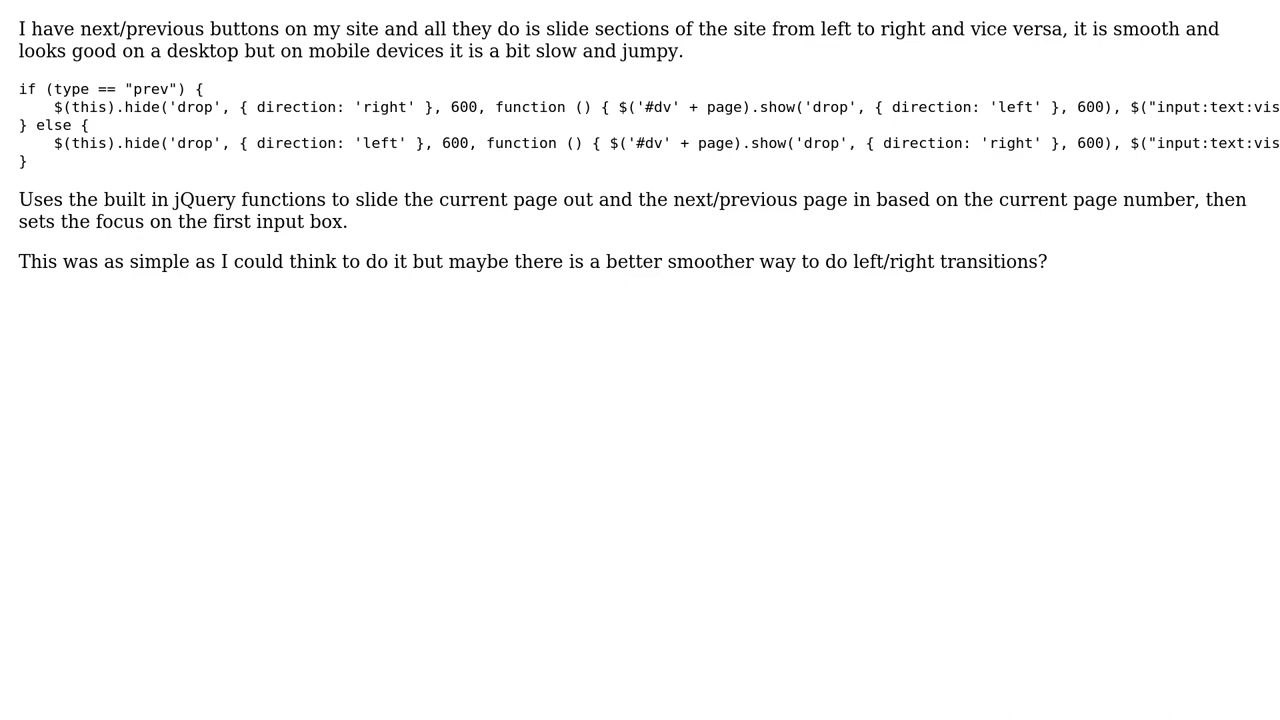 I have next/previous buttons on my site and all they do is slide sections of the site from left to right and vice versa, it is smooth and
looks good on a desktop but on mobile devices it is a bit slow and jumpy.
if (type == "prev") {
    $(this).hide('drop', { direction: 'right' }, 600, function () { $('#dv' + page).show('drop', { direction: 'left' }, 600), $("input:text:vis
} else {
    $(this).hide('drop', { direction: 'left' }, 600, function () { $('#dv' + page).show('drop', { direction: 'right' }, 600), $("input:text:vis
}
Uses the built in jQuery functions to slide the current page out and the next/previous page in based on the current page number, then
sets the focus on the first input box.
This was as simple as I could think to do it but maybe there is a better smoother way to do left/right transitions?